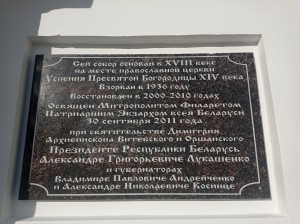 Сей собор основан в XVIII веке
на месте православной церкви
Успения Пресвятой Богородицы XIV века
Взорван в 1936 году
Восстановлен в 2000-2010 годах
Освящен Митрополитом Филаретом
Патриаршим Экзархом всея Беларуси
30 сентября 2011 года
при святительстве Димитрия
Архиепископа Витебского и Оршанского
Президенте Республики Беларусь
Александре Григорьевиче Лукашенко
и губернаторах
Владимире Павловиче Андрейченко
и Александре Николаевиче Косинце